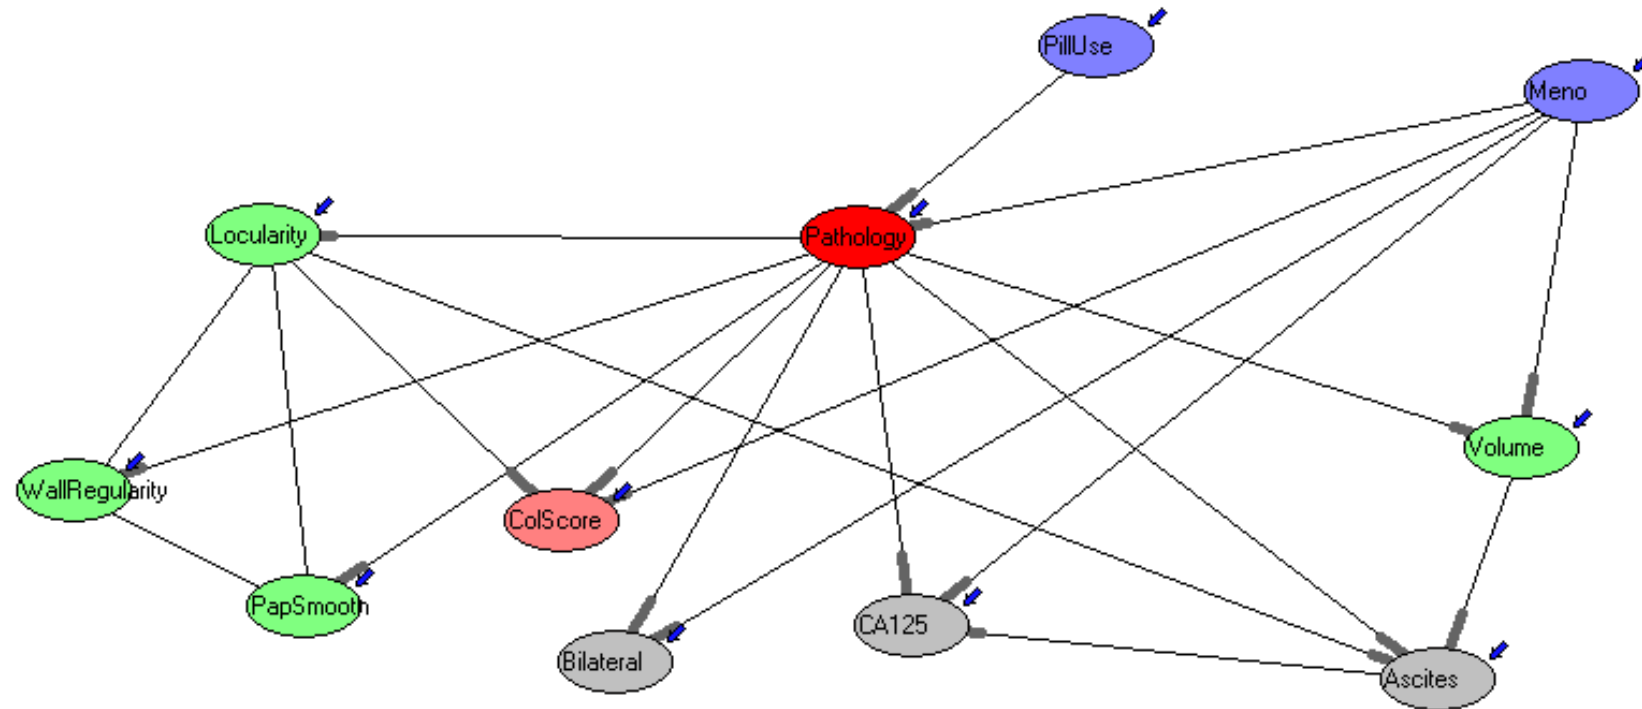 PillUse
Meno
Locularity
Pathology
Volume
WallRegularity
ColScore
PapSmooth
CA125
Bilateral
Ascites